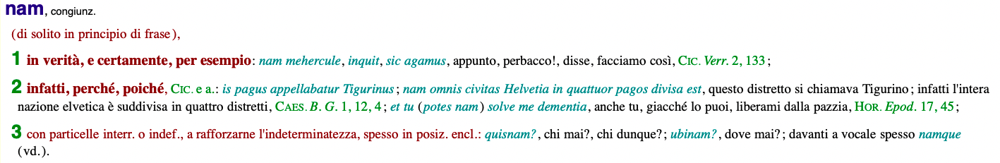 nam, congiunz.
(di solito in principio di frase),
1 in verità, e certamente, per esempio: nam mehercule, inquit, sic agamus, appunto, perbacco!, disse, facciamo così, CIC. Verr. 2, 133;
2 infatti, perché, poiché, CIC. e a.: is pagus appellabatur Tigurinus; nam omnis civitas Helvetia in quattuor pagos divisa est, questo distretto si chiamava Tigurino; infatti l'intera
nazione elvetica è suddivisa in quattro distretti, CAES. B. G. 1, 12, 4; et tu (potes nam) solve me dementia, anche tu, giacché lo puoi, liberami dalla pazzia, HOR. Epod. 17, 45;
3 con particelle interr. o indef., a rafforzarne l'indeterminatezza, spesso in posiz. encl.: quisnam?, chi mai?, chi dunque?; ubinam?, dove mai?; davanti a vocale spesso namque
(vd.).